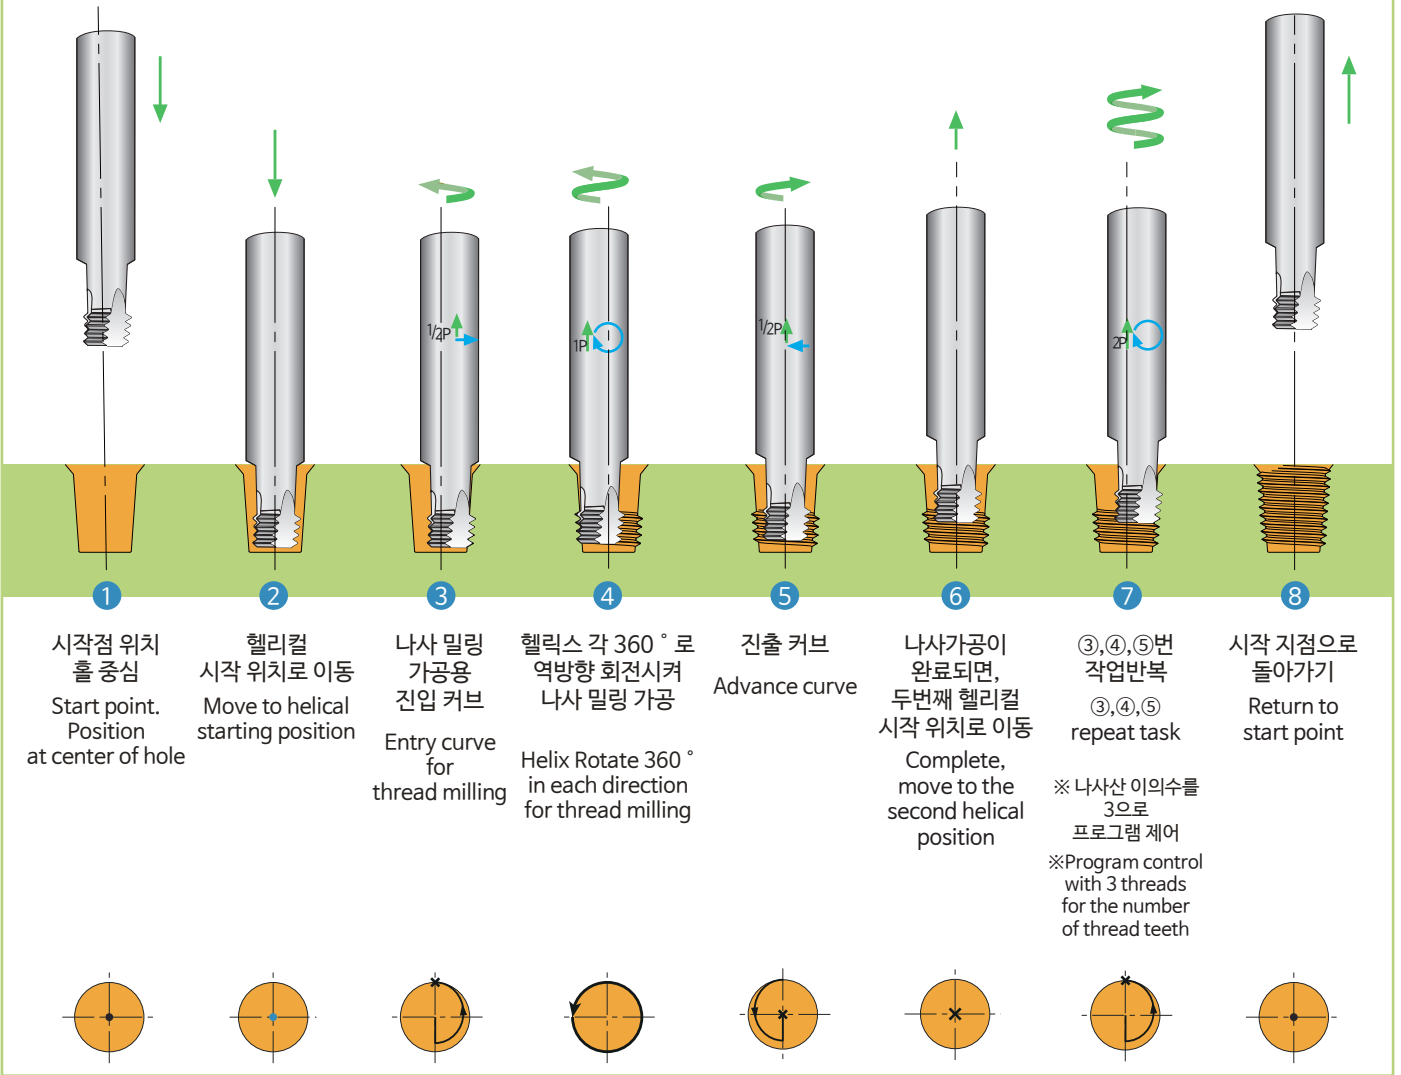 1/2P
1P
1/2P
2P
1
2
3
4
5
6
7
8
시작점 위치
홀 중심
Start point.
Position
at center of hole
헬리컬
시작 위치로 이동
Move to helical
starting position
나사 밀링
가공용
진입 커브
Entry curve
for
thread milling
헬릭스 각 360 ˚ 로
역방향 회전시켜
나사 밀링 가공
Helix Rotate 360 ˚
in each direction
for thread milling
진출 커브
Advance curve
나사가공이
완료되면,
두번째 헬리컬
시작 위치로 이동
Complete,
move to the
second helical
position
③,④,⑤번
작업반복
③,④,⑤
repeat task
※ 나사산 이의수를
3으로
프로그램 제어
※Program control
with 3 threads
for the number
of thread teeth
시작 지점으로
돌아가기
Return to
start point